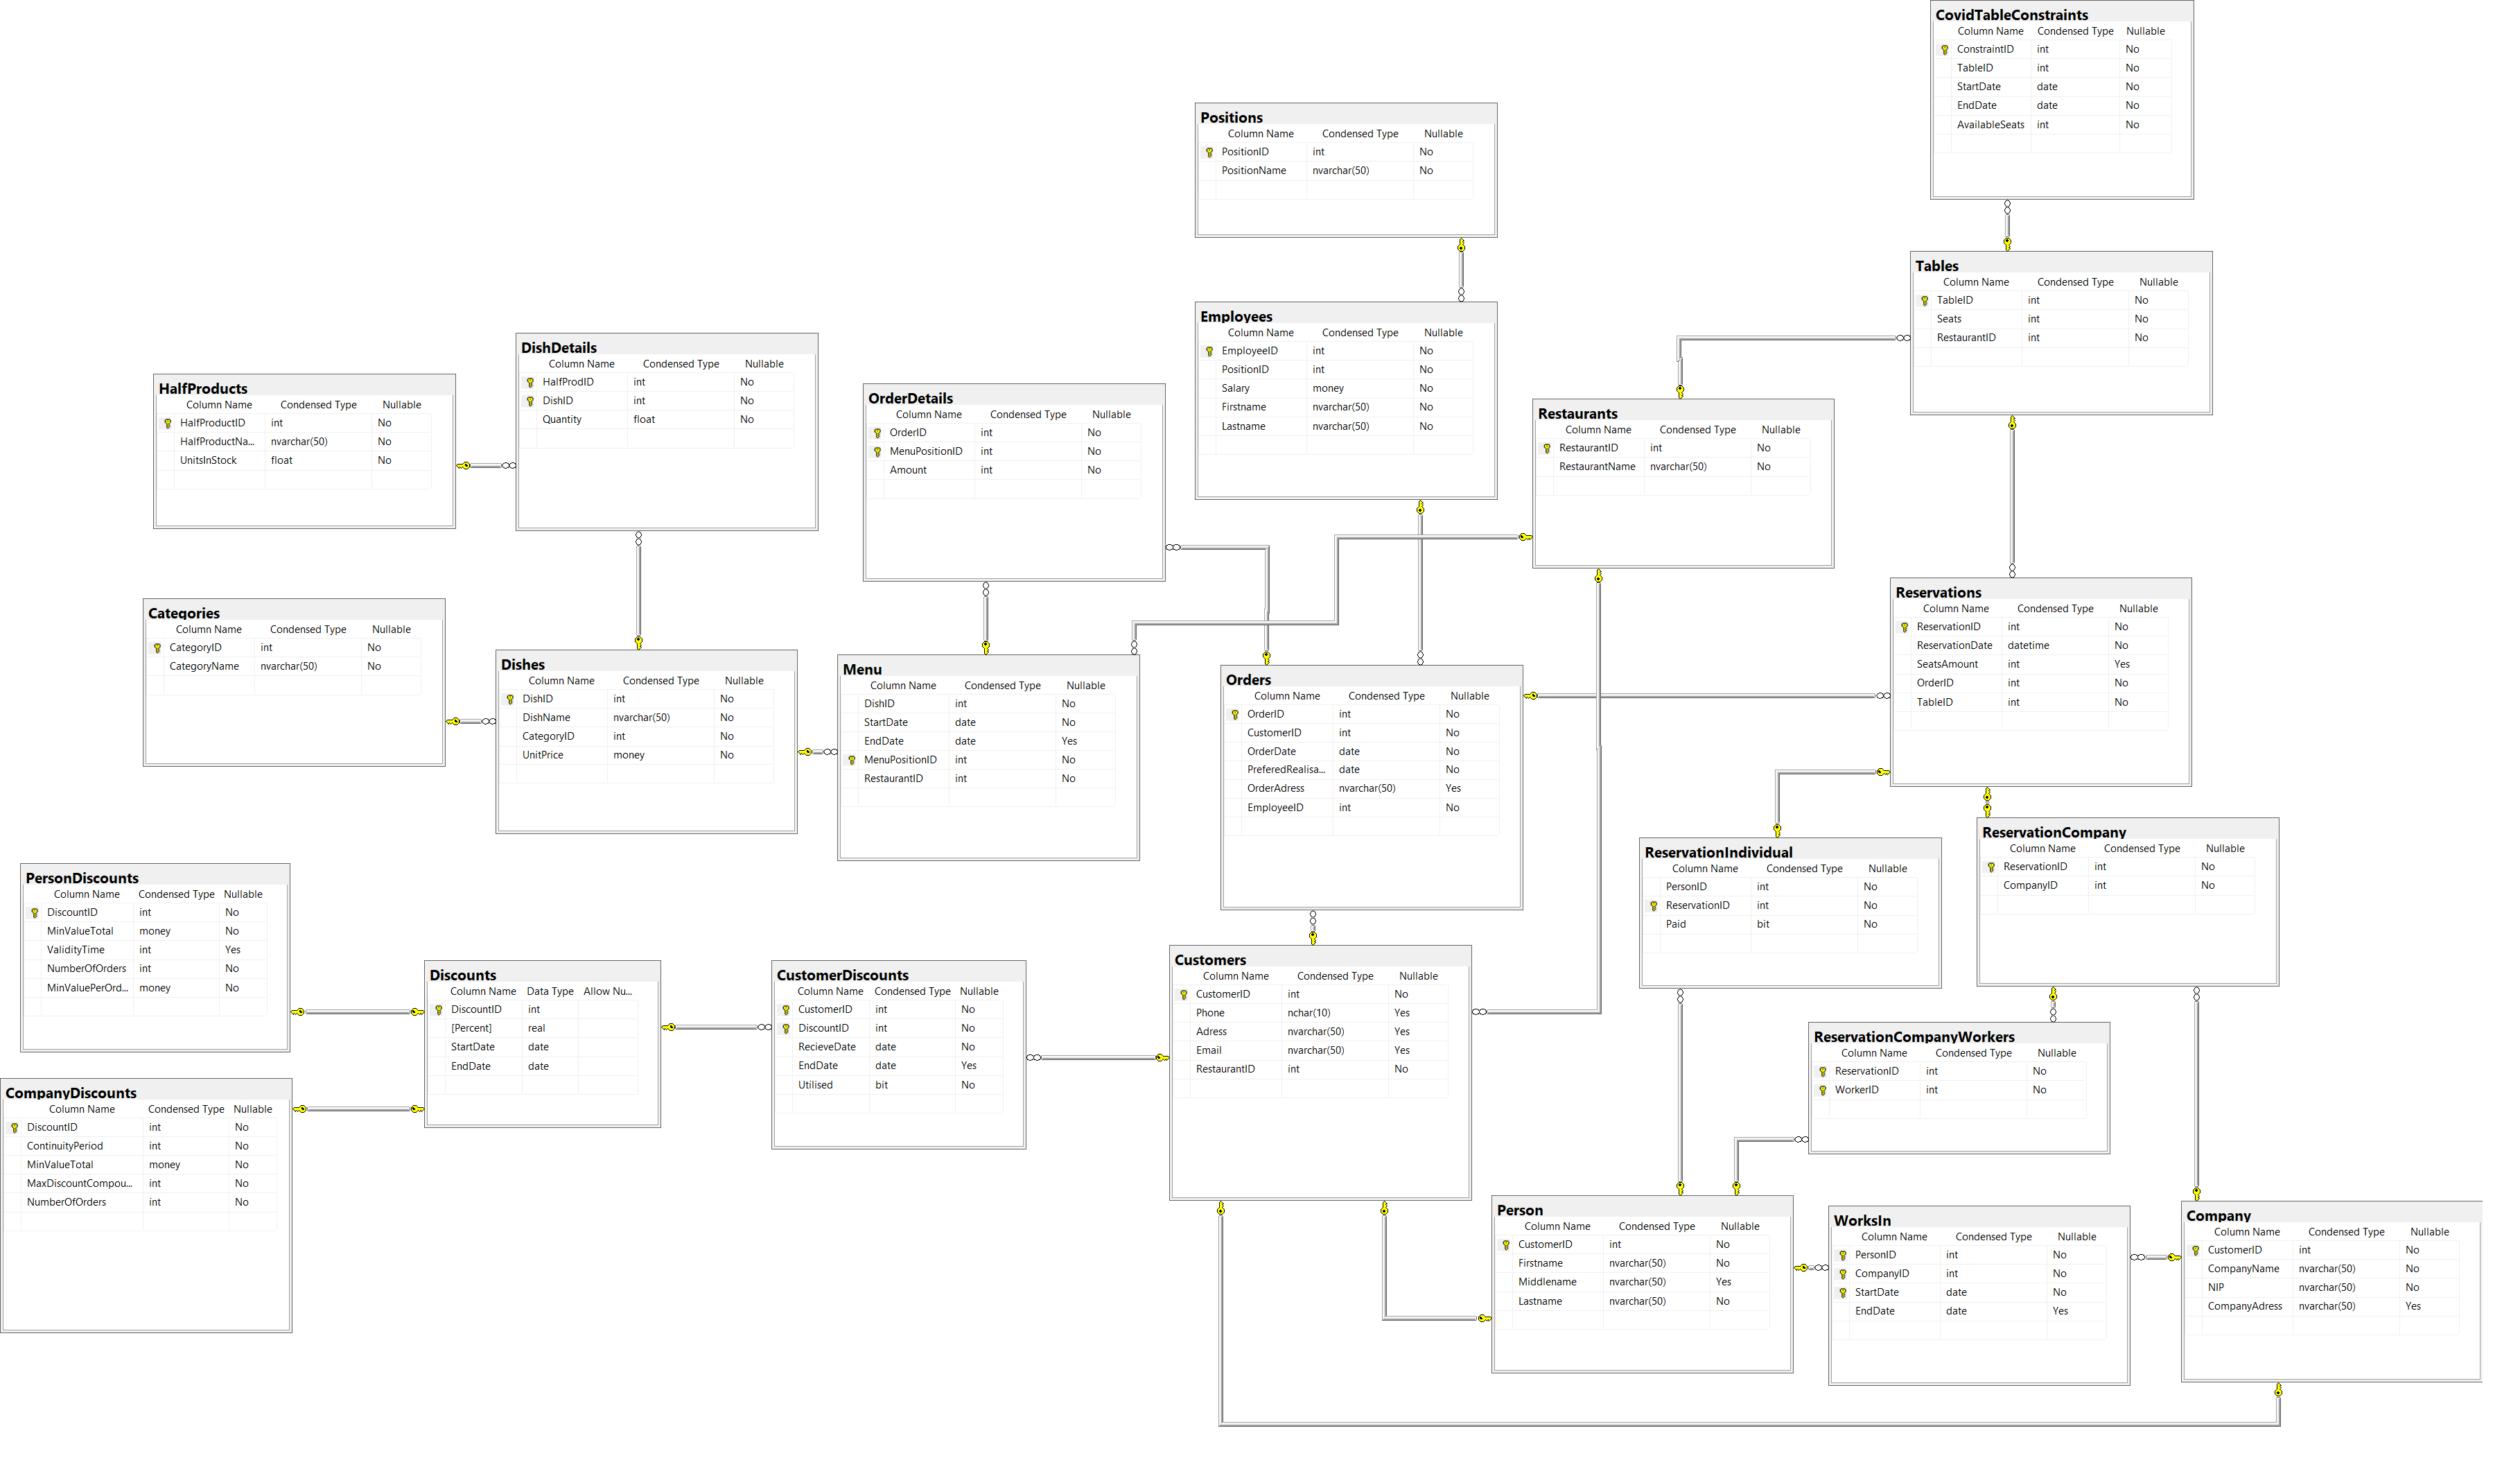 CovidTableConstraints
Column Name Condensed Type Nullable
ConstraintID int No
TableID int No
StartDate date No
EndDate date No
AvailableSeats int No
Positions
Column Name Condensed Type Nullable
PositionID int No
PositionName nvarchar(50) No
Tables
Column Name Condensed Type Nullable
TableID int No
Seats int No
RestaurantID int No
Employees
Column Name Condensed Type Nullable
EmployeeID int No
PositionID int No
Salary money No
Firstname nvarchar(50) No
Lastname nvarchar(50) No
DishDetails
Column Name Condensed Type Nullable
HalfProdID int No
DishID int No
Quantity float No
HalfProducts
Column Name Condensed Type Nullable
HalfProductID int No
HalfProductNa... nvarchar(50) No
UnitsInStock float No
OrderDetails
Column Name Condensed Type Nullable
OrderID int No
MenuPositionID int No
Amount int No
Restaurants
Column Name Condensed Type Nullable
RestaurantID int No
RestaurantName nvarchar(50) No
Reservations
Column Name Condensed Type Nullable
ReservationID int No
ReservationDate datetime No
SeatsAmount int Yes
OrderID int No
TableID int No
Categories
Column Name Condensed Type Nullable
CategoryID int No
CategoryName nvarchar(50) No
Dishes
Column Name Condensed Type Nullable
DishID int No
DishName nvarchar(50) No
CategoryID int No
UnitPrice money No
Menu
Column Name Condensed Type Nullable
DishID int No
StartDate date No
EndDate date Yes
MenuPositionID int No
RestaurantID int No
Orders
Column Name Condensed Type Nullable
OrderID int No
CustomerID int No
OrderDate date No
PreferedRealisa... date No
OrderAdress nvarchar(50) Yes
EmployeeID int No
ReservationCompany
Column Name Condensed Type Nullable
ReservationID int No
CompanyID int No
ReservationIndividual
Column Name Condensed Type Nullable
PersonID int No
ReservationID int No
Paid bit No
PersonDiscounts
Column Name Condensed Type Nullable
DiscountID int No
MinValueTotal money No
ValidityTime int Yes
NumberOfOrders int No
MinValuePerOrd... money No
Discounts
Column Name Data Type Allow Nu...
DiscountID int
[Percent] real
StartDate date
EndDate date
CustomerDiscounts
Column Name Condensed Type Nullable
CustomerID int No
DiscountID int No
RecieveDate date No
EndDate date Yes
Utilised bit No
Customers
Column Name Condensed Type Nullable
CustomerID int No
Phone nchar(10) Yes
Adress nvarchar(50) Yes
Email nvarchar(50) Yes
RestaurantID int No
ReservationCompanyWorkers
Column Name Condensed Type Nullable
ReservationID int No
WorkerID int No
CompanyDiscounts
Column Name Condensed Type Nullable
DiscountID int No
ContinuityPeriod int No
MinValueTotal money No
MaxDiscountCompou... int No
NumberOfOrders int No
Person
Column Name Condensed Type Nullable
CustomerID int No
Firstname nvarchar(50) No
Middlename nvarchar(50) Yes
Lastname nvarchar(50) No
WorksIn
Column Name Condensed Type Nullable
PersonID int No
CompanyID int No
StartDate date No
EndDate date Yes
Company
Column Name Condensed Type Nullable
CustomerID int No
CompanyName nvarchar(50) No
NIP nvarchar(50) No
CompanyAdress nvarchar(50) Yes